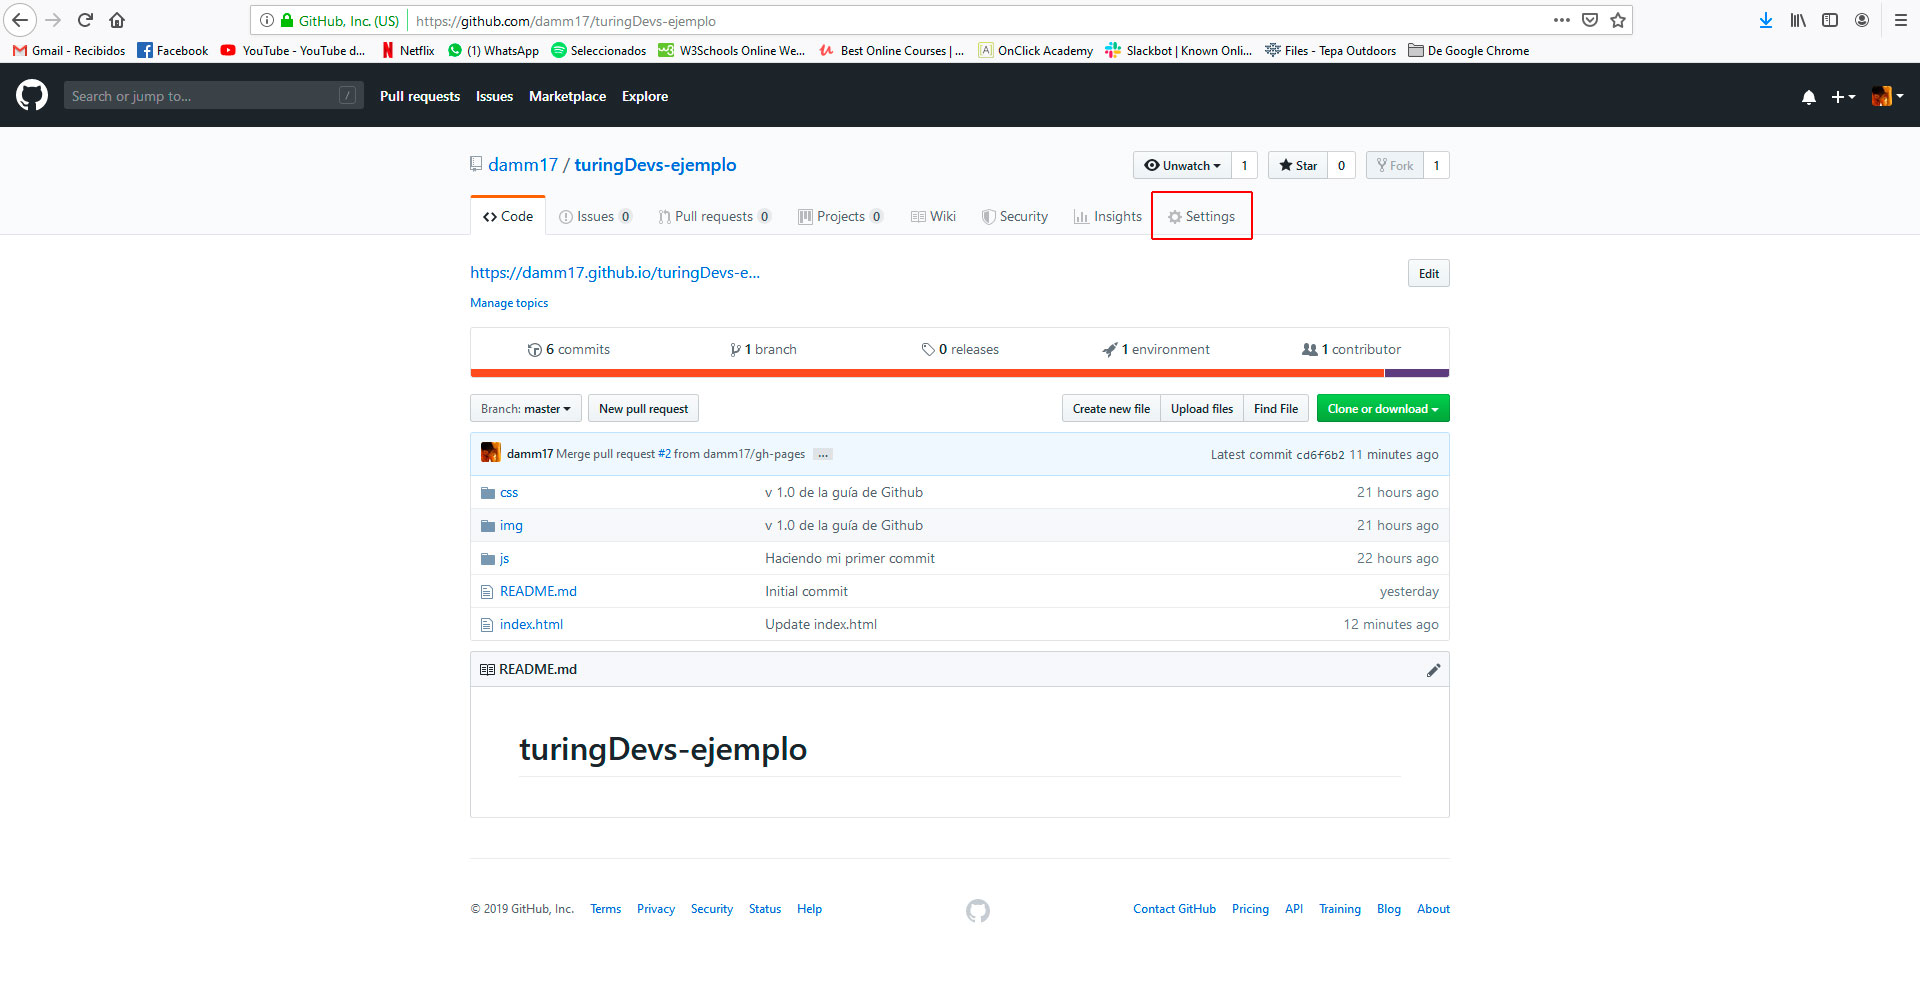 GitHub, Inc. (US) https://github.com/damm17/turingDevs-ejemplo
Gmail - Recibidos Facebook YouTube - YouTube d... Netflix (1) WhatsApp Seleccionados W3Schools Online We... Best Online Courses | ... OnClick Academy Slackbot | Known Onli... Files - Tepa Outdoors De Google Chrome
Search or jump to... / Pull requests Issues Marketplace Explore
damm17 / turingDevs-ejemplo Unwatch 1 Star 0 Fork 1
Code Issues 0 Pull requests 0 Projects 0 Wiki Security Insights Settings
https://damm17.github.io/turingDevs-e... Edit
Manage topics
6 commits 1 branch 0 releases 1 environment 1 contributor
Branch: master New pull request Create new file Upload files Find File Clone or download
damm17 Merge pull request #2 from damm17/gh-pages ... Latest commit cd6f6b2 11 minutes ago
css v 1.0 de la guía de Github 21 hours ago
img v 1.0 de la guía de Github 21 hours ago
js Haciendo mi primer commit 22 hours ago
README.md Initial commit yesterday
index.html Update index.html 12 minutes ago
README.md
turingDevs-ejemplo
© 2019 GitHub, Inc. Terms Privacy Security Status Help Contact GitHub Pricing API Training Blog About